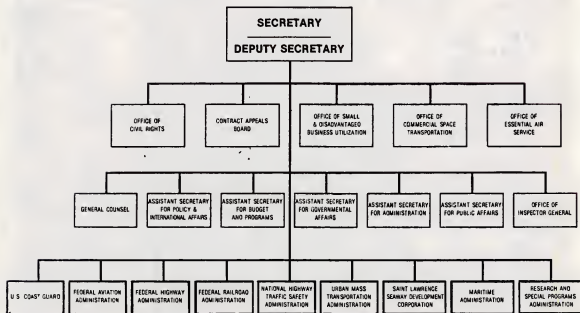 SECRETARY
DEPUTY SECRETARY
OFFICE OF
CIVIL RIGHTS
CONTRACT APPEALS
BOARD
OFFICE OF SMALL
& DISADVANTAGED
BUSINESS UTILIZATION
OFFICE OF
COMMERCIAL SPACE
TRANSPORTATION
OFFICE OF
ESSENTIAL AIR
SERVICE
GENERAL COUNSEL
ASSISTANT SECRETARY
FOR POLICY &
INTERNATIONAL AFFAIRS
ASSISTANT SECRETARY
FOR BUDGET
AND PROGRAMS
ASSISTANT SECRETARY
FOR GOVERNMENTAL
AFFAIRS
ASSISTANT SECRETARY
FOR ADMINISTRATION
ASSISTANT SECRETARY
FOR PUBLIC AFFAIRS
OFFICE OF
INSPECTOR GENERAL
U S COAST GUARD
FEDERAL AVIATION
ADMINISTRATION
FEDERAL HIGHWAY
ADMINISTRATION
FEDERAL RAILROAD
ADMINISTRATION
NATIONAL HIGHWAY
TRAFFIC SAFETY
ADMINISTRATION
URBAN MASS
TRANSPORTATION
ADMINISTRATION
SAINT LAWRENCE
SEAWAY DEVELOPMENT
CORPORATION
MARITIME
ADMINISTRATION
RESEARCH AND
SPECIAL PROGRAMS
ADMINISTRATION